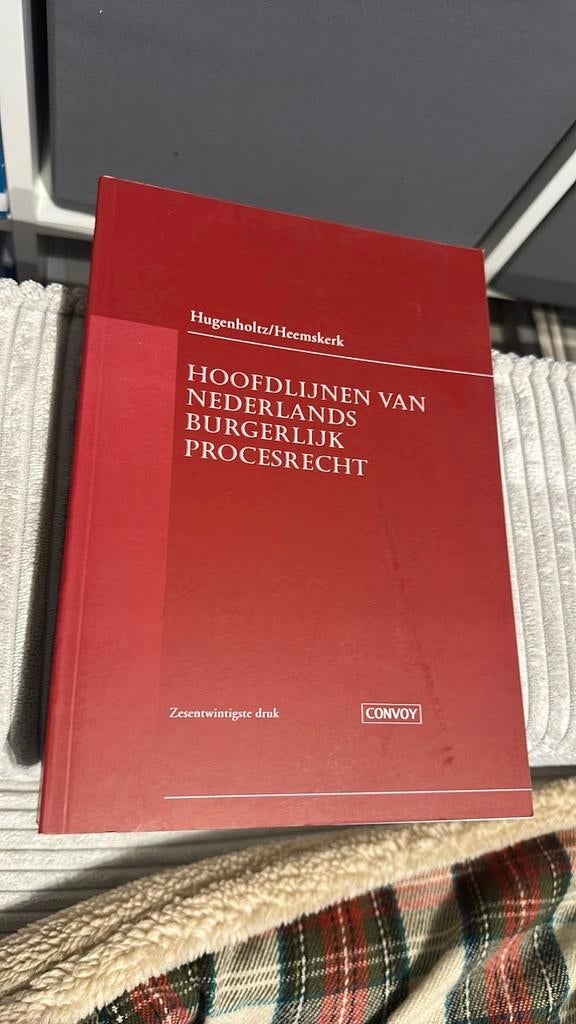 Hugenholtz/Heemskerk
HOOFDLIJNEN VAN
NEDERLANDS
BURGERLIJK
PROCESRECHT
Zesentwintigste druk
CONVOY